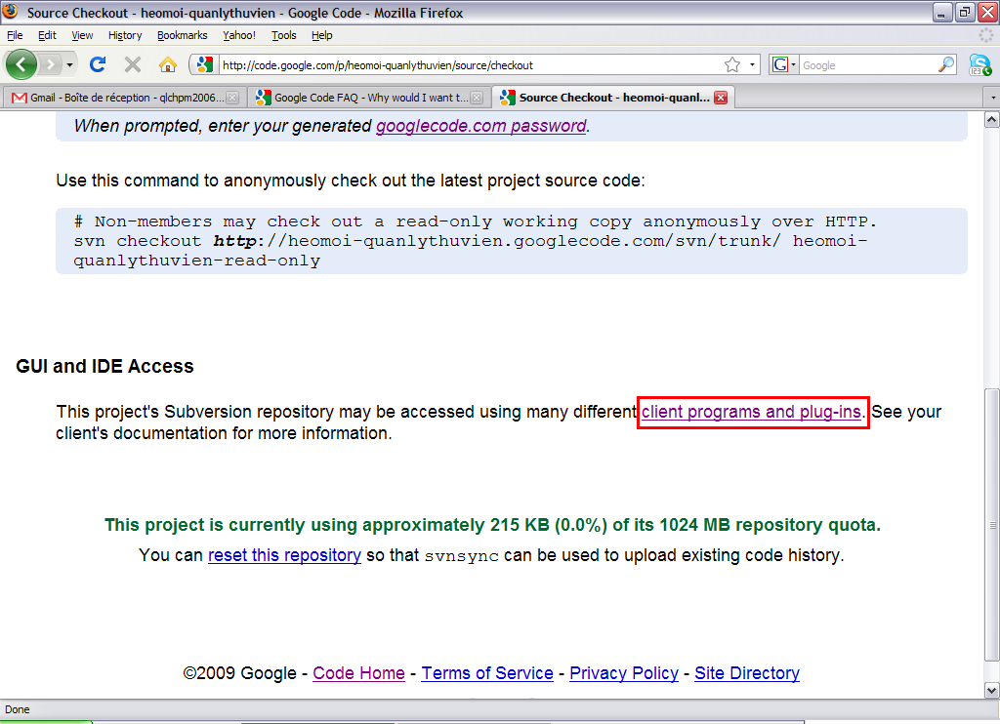 Source Checkout - heomoi-quanlythuvien - Google Code - Mozilla Firefox
File Edit View History Bookmarks Yahoo! Tools Help
http://code.google.com/p/heomoi-quanlythuvien/source/checkout
G Google
123
Gmail - Boîte de réception - qlchpm2006... Google Code FAQ - Why would I want t... Source Checkout - heomoi-quanl...
When prompted, enter your generated googlecode.com password.
Use this command to anonymously check out the latest project source code:
# Non-members may check out a read-only working copy anonymously over HTTP.
svn checkout http://heomoi-quanlythuvien.googlecode.com/svn/trunk/ heomoi-
quanlythuvien-read-only
GUI and IDE Access
This project's Subversion repository may be accessed using many different client programs and plug-ins. See your
client's documentation for more information.
This project is currently using approximately 215 KB (0.0%) of its 1024 MB repository quota.
You can reset this repository so that svnsync can be used to upload existing code history.
©2009 Google - Code Home - Terms of Service - Privacy Policy - Site Directory
Done